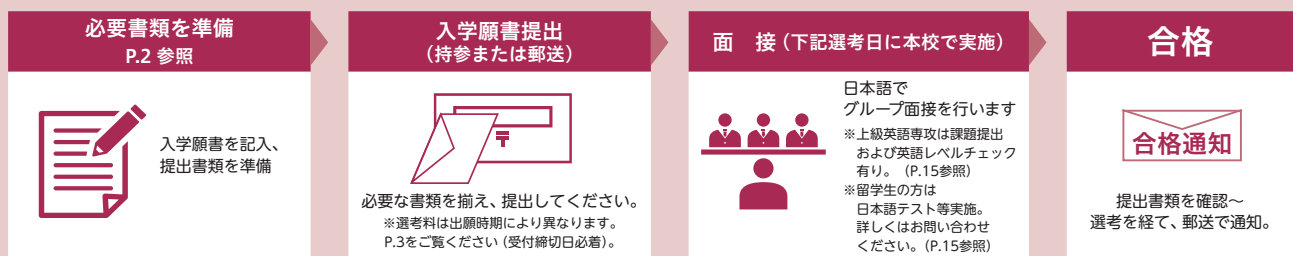 必要書類を準備
P.2 参照
入学願書を記入、
提出書類を準備
入学願書提出
(持参または郵送)
〒
必要な書類を揃え、提出してください。
※選考料は出願時期により異なります。
P.3をご覧ください (受付締切日必着)。
面　接 (下記選考日に本校で実施)
日本語で
グループ面接を行います
※上級英語専攻は課題提出
および英語レベルチェック
有り。 (P.15参照)
※留学生の方は
日本語テスト等実施。
詳しくはお問い合わせ
ください。(P.15参照)
合格
合格通知
提出書類を確認～
選考を経て、郵送で通知。